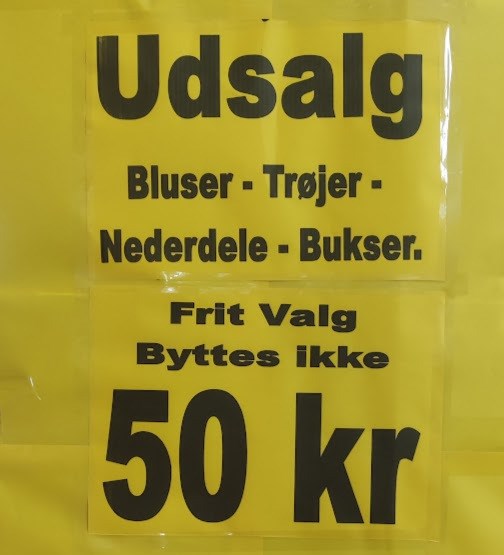 Udsalg
Bluser - Trøjer -
Nederdele - Bukser.
Frit Valg
Byttes ikke
50 kr